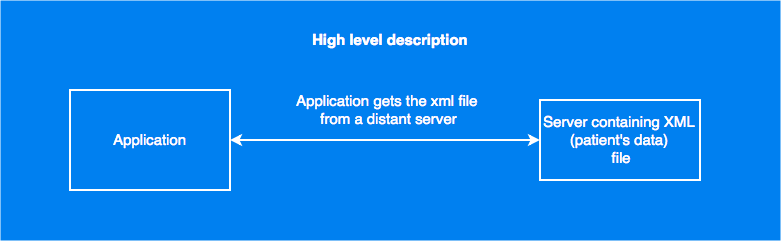 High level description
Application gets the xml file
from a distant server
Application
Server containing XML
(patient's data)
file